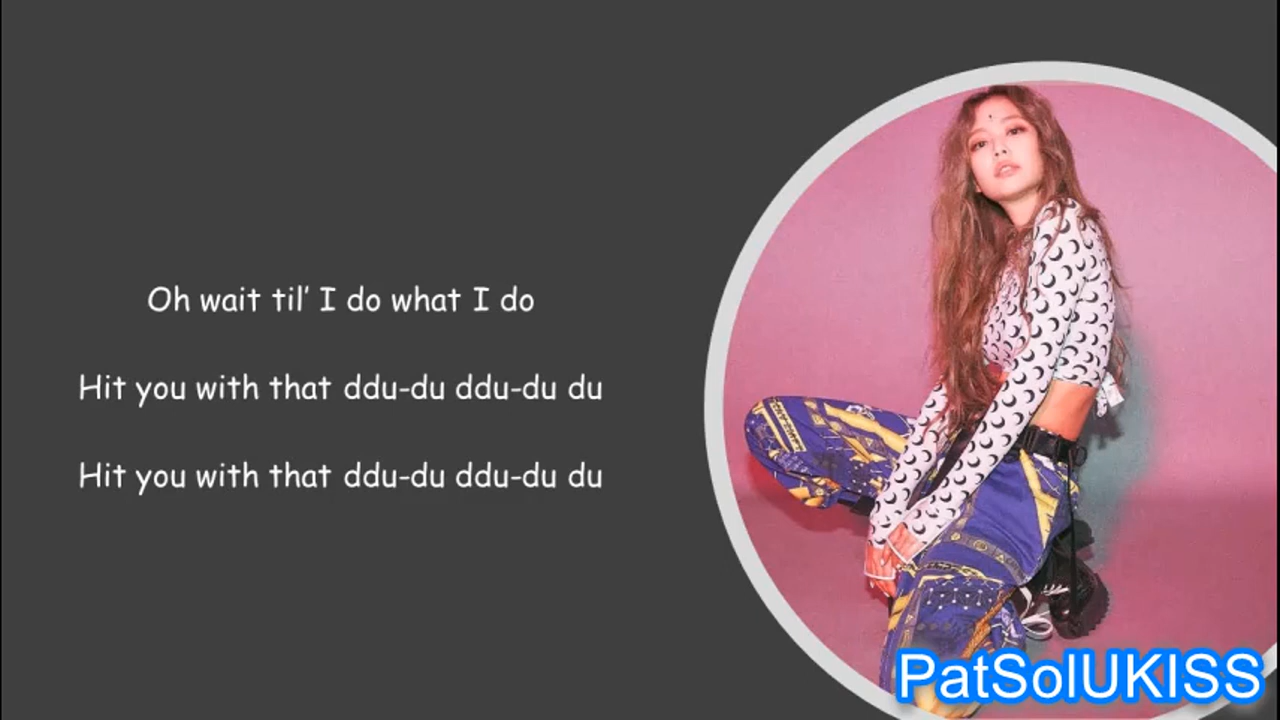 Oh wait til' I do what I do
Hit you with that ddu-du ddu-du du
Hit you with that ddu-du ddu-du du
PatSolUKISS